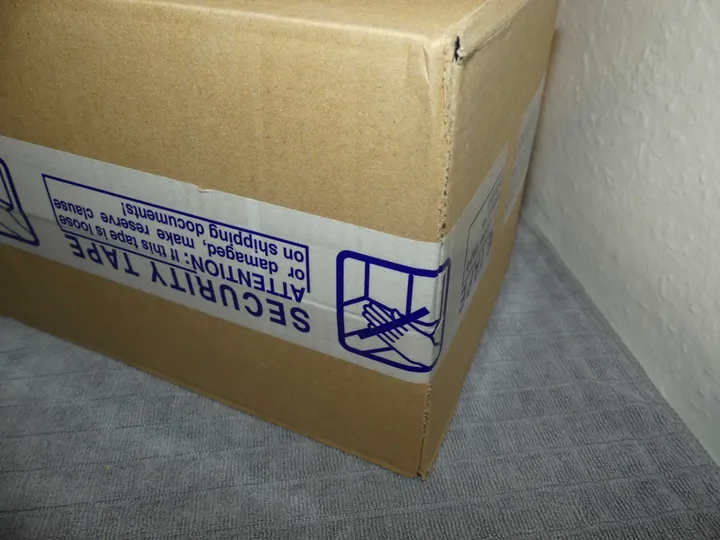 SECURITY TAPE
ATTENTION: If this tape is loose
or damaged, make reserve clause
on shipping documents!